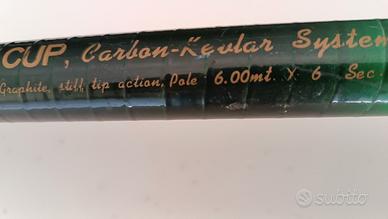 CUP, Carbon-Kevlar System
Graphite stiff tip action, Pole 6.00mt. X 6 Sec
subito